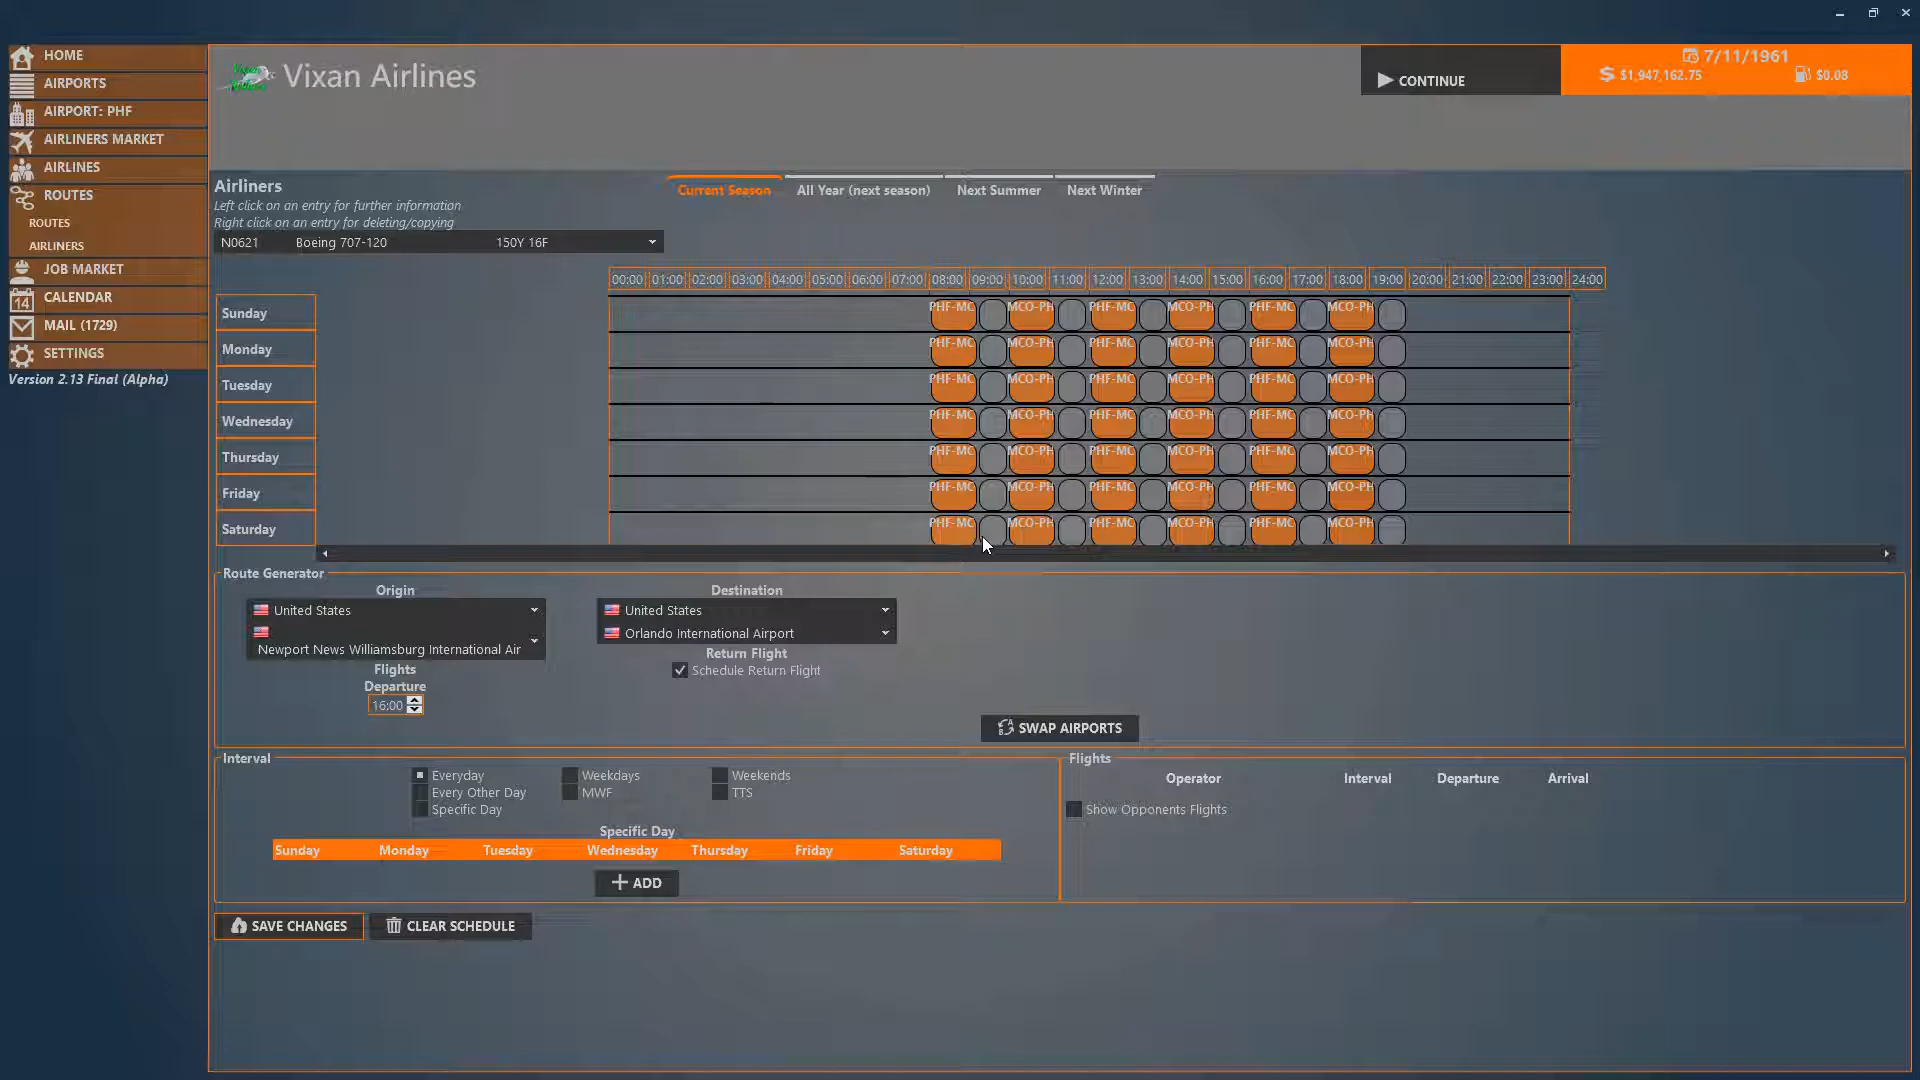 HOME
AIRPORTS
AIRPORT: PHF
AIRLINERS MARKET
AIRLINES
ROUTES
ROUTES
AIRLINERS
JOB MARKET
CALENDAR
14
MAIL (1729)
SETTINGS
Version 2.13 Final (Alpha)
Vixan Airlines
CONTINUE
7/11/1961
$1,947,162.75
$0.08
Airliners
Left click on an entry for further information
Right click on an entry for deleting/copying
Current Season All Year (next season) Next Summer Next Winter
N0621 Boeing 707-120 150Y 16F
00:00 01:00 02:00 03:00 04:00 05:00 06:00 07:00 08:00 09:00 10:00 11:00 12:00 13:00 14:00 15:00 16:00 17:00 18:00 19:00 20:00 21:00 22:00 23:00 24:00
Sunday PHF-MC MCO-PH PHF-MC MCO-PH PHF-MC MCO-PH
Monday PHF-MC MCO-PH PHF-MC MCO-PH PHF-MC MCO-PH
Tuesday PHF-MC MCO-PH PHF-MC MCO-PH PHF-MC MCO-PH
Wednesday PHF-MC MCO-PH PHF-MC MCO-PH PHF-MC MCO-PH
Thursday PHF-MC MCO-PH PHF-MC MCO-PH PHF-MC MCO-PH
Friday PHF-MC MCO-PH PHF-MC MCO-PH PHF-MC MCO-PH
Saturday PHF-MC MCO-PH PHF-MC MCO-PH PHF-MC MCO-PH
Route Generator
Origin
United States
Newport News Williamsburg International Air
Flights
Departure
16:00
Destination
United States
Orlando International Airport
Return Flight
Schedule Return Flight
SWAP AIRPORTS
Interval
Everyday Weekdays Weekends
Every Other Day MWF TTS
Specific Day
Specific Day
Sunday Monday Tuesday Wednesday Thursday Friday Saturday
ADD
Flights
Operator Interval Departure Arrival
Show Opponents Flights
SAVE CHANGES
CLEAR SCHEDULE